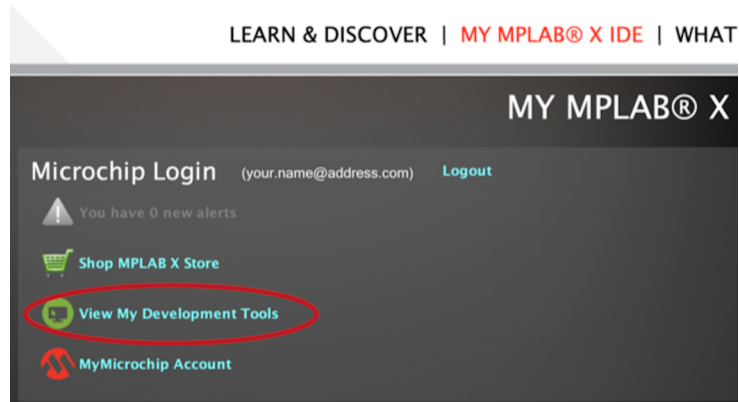 LEARN & DISCOVER | MY MPLAB® X IDE | WHAT
MY MPLAB® X
Microchip Login (your.name@address.com) Logout
You have 0 new alerts
Shop MPLAB X Store
View My Development Tools
MyMicrochip Account